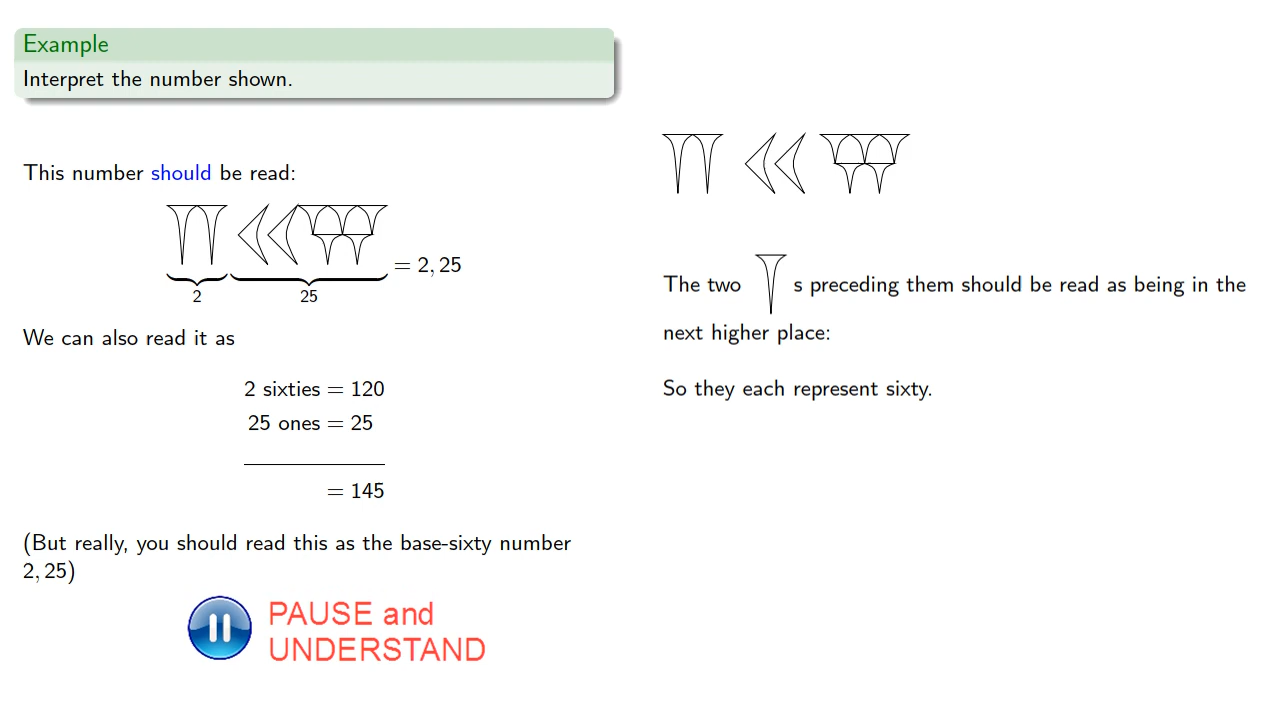 Example
Interpret the number shown.
This number should be read:
= 2, 25
2
25
We can also read it as
2 sixties = 120
25 ones = 25
= 145
(But really, you should read this as the base-sixty number
2, 25)
PAUSE and
UNDERSTAND
The two 𒁹 s preceding them should be read as being in the
next higher place:
So they each represent sixty.